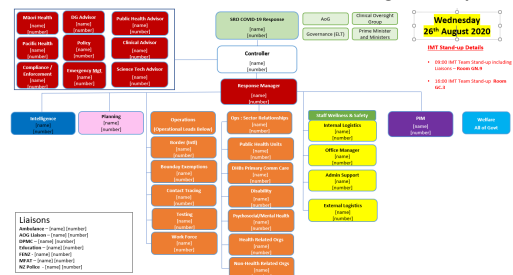 Māori Health
[name]
[number]
DG Advisor
[name]
[number]
Public Health Advisor
[name]
[number]
Pacific Health
[name]
[number]
Policy
[name]
[number]
Clinical Advisor
[name]
[number]
Compliance /
Enforcement
[name]
[number]
Emergency Mgt
[name]
[number]
Science Tech Advisor
[name]
[number]
SRO COVID-19 Response
[name]
[number]
AoG
Clinical Oversight
Group
Governance (ELT)
Prime Minister
and Ministers
Wednesday
26th August 2020
IMT Stand-up Details
09:00 IMT Team Stand-up including
Liaisons – Room GN.9
16:00 IMT Team Stand-up Room
GC.3
Controller
[name]
[number]
Response Manager
[name]
[number]
Intelligence
[name]
[number]
Planning
[name]
[number]
Operations
(Operational Leads below)
[name]
[number]
Border (intl)
[name]
[number]
Boundary Exemptions
[name]
[number]
Contact Tracing
[name]
[number]
Testing
[name]
[number]
Work Force
[name]
[number]
Ops : Sector Relationships
[name]
[number]
Public Health Units
[name]
[number]
DHBs Primary Comm Care
[name]
[number]
Disability
[name]
[number]
Psychosocial/Mental Health
[name]
[number]
Health Related Orgs
[name]
[number]
Non-Health Related Orgs
[name]
Staff Wellness & Safety
Internal Logistics
[name]
[number]
Office Manager
[name]
[number]
Admin Support
[name]
[number]
External Logistics
[name]
[number]
PIM
[name]
[number]
Welfare
All of Govt
Liaisons
Ambulance – [name] [number]
AOG Liaison - [name] [number]
DPMC - [name] [number]
Education – [name] [number]
FENZ - [name] [number]
MFAT – [name] [number]
NZ Police - [name] [number]